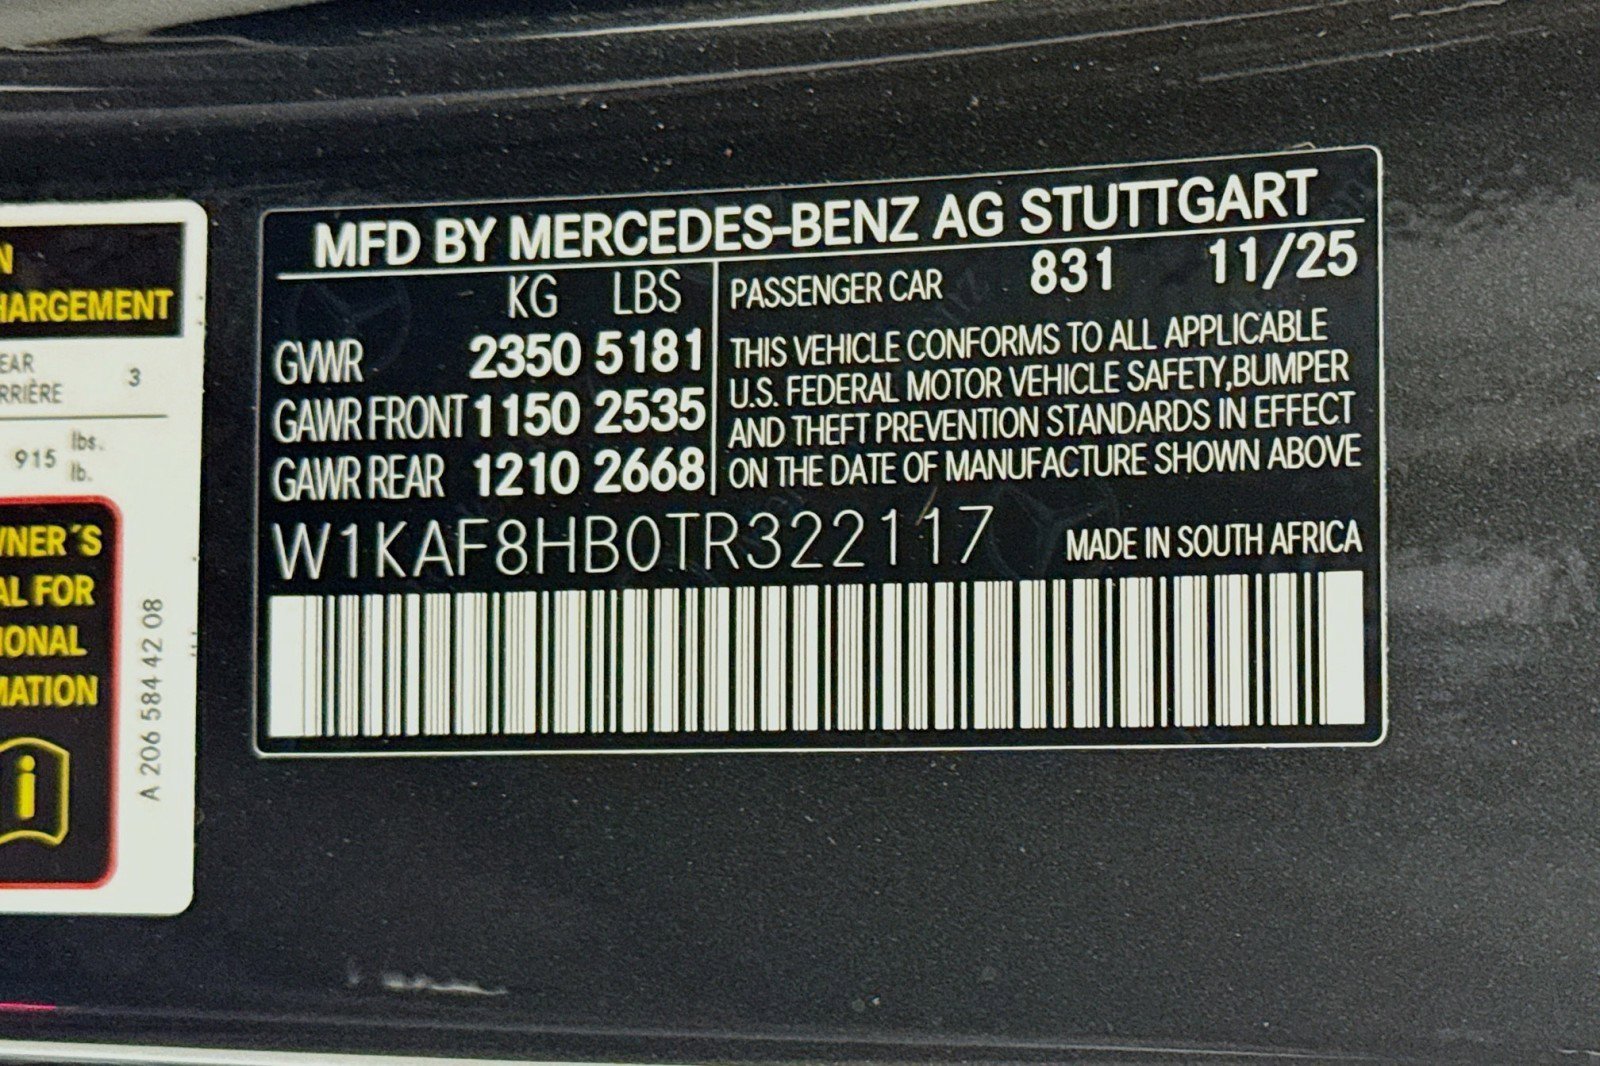 N
HARGEMENT
EAR
RRIÈRE
3
915 lbs.
lb.
WNER´S
AL FOR
IONAL
MATION
i
A 206 584 42 08
MFD BY MERCEDES-BENZ AG STUTTGART
KG LBS
GVWR 2350 5181
GAWR FRONT 1150 2535
GAWR REAR 1210 2668
PASSENGER CAR 831 11/25
THIS VEHICLE CONFORMS TO ALL APPLICABLE
U.S. FEDERAL MOTOR VEHICLE SAFETY,BUMPER
AND THEFT PREVENTION STANDARDS IN EFFECT
ON THE DATE OF MANUFACTURE SHOWN ABOVE
W1KAF8HB0TR322117
MADE IN SOUTH AFRICA